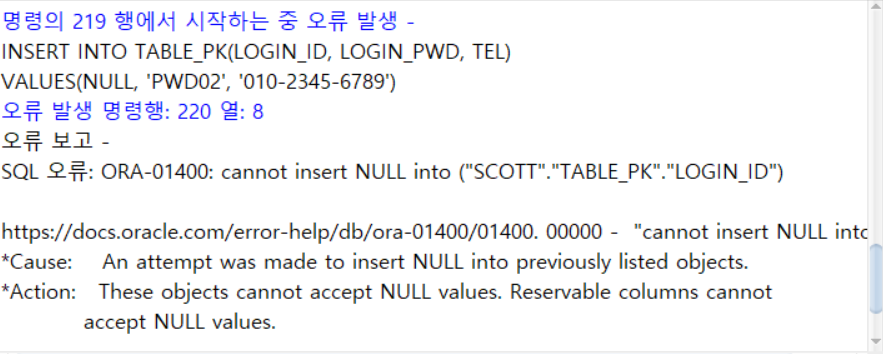 명령의 219 행에서 시작하는 중 오류 발생 -
INSERT INTO TABLE_PK(LOGIN_ID, LOGIN_PWD, TEL)
VALUES(NULL, 'PWD02', '010-2345-6789')
오류 발생 명령행: 220 열: 8
오류 보고 -
SQL 오류: ORA-01400: cannot insert NULL into ("SCOTT"."TABLE_PK"."LOGIN_ID")
https://docs.oracle.com/error-help/db/ora-01400/01400. 00000 -  "cannot insert NULL into
*Cause:    An attempt was made to insert NULL into previously listed objects.
*Action:   These objects cannot accept NULL values. Reservable columns cannot
accept NULL values.